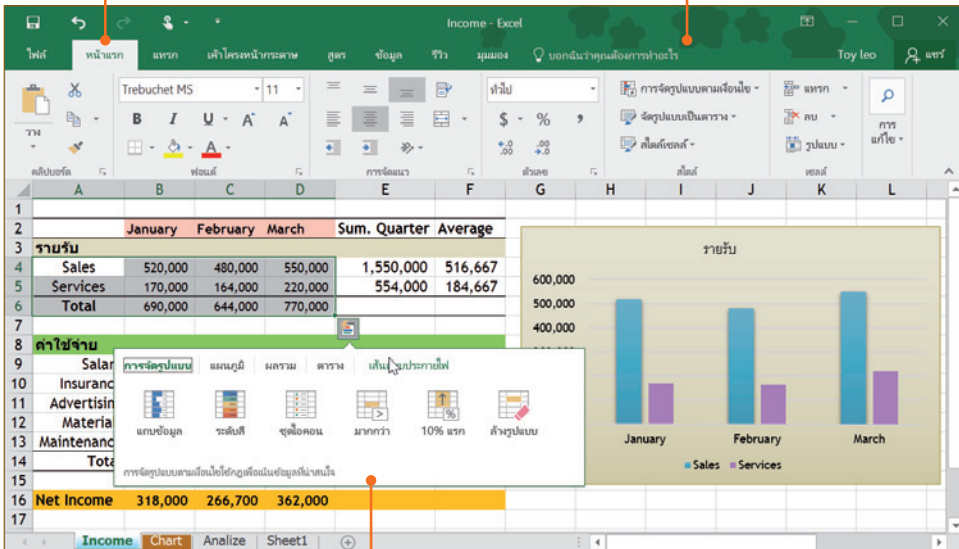 Income - Excel
ไฟล์ หน้าแรก แทรก เค้าโครงหน้ากระดาษ สูตร ข้อมูล รีวิว มุมมอง บอกฉันว่าคุณต้องการทำอะไร Toy leo แชร์
Trebuchet MS 11 ทั่วไป การจัดรูปแบบตามเงื่อนไข แทรก
วาง B I U A A $ % , จัดรูปแบบเป็นตาราง ลบ การแก้ไข
A สไตล์เซลล์ รูปแบบ
คลิปบอร์ด ฟอนต์ การจัดแนว ตัวเลข สไตล์ เซลล์
A B C D E F G H I J K L
1
2 January February March Sum. Quarter Average
3 รายรับ
4 Sales 520,000 480,000 550,000 1,550,000 516,667
5 Services 170,000 164,000 220,000 554,000 184,667
6 Total 690,000 644,000 770,000
7
8 ค่าใช้จ่าย
9 Salar
10 Insuranc
11 Advertisin
12 Material
13 Maintenanc
14 Tota
15
16 Net Income 318,000 266,700 362,000
17
การจัดรูปแบบ แผนภูมิ ผลรวม ตาราง
แถบข้อมูล ระดับสี ชุดไอคอน มากกว่า 10% แรก ล้างรูปแบบ
การจัดรูปแบบตามเงื่อนไขใช้กฎเพื่อเน้นข้อมูลที่น่าสนใจ
รายรับ
600,000
500,000
400,000
January February March
Sales Services
Income Chart Analize Sheet1